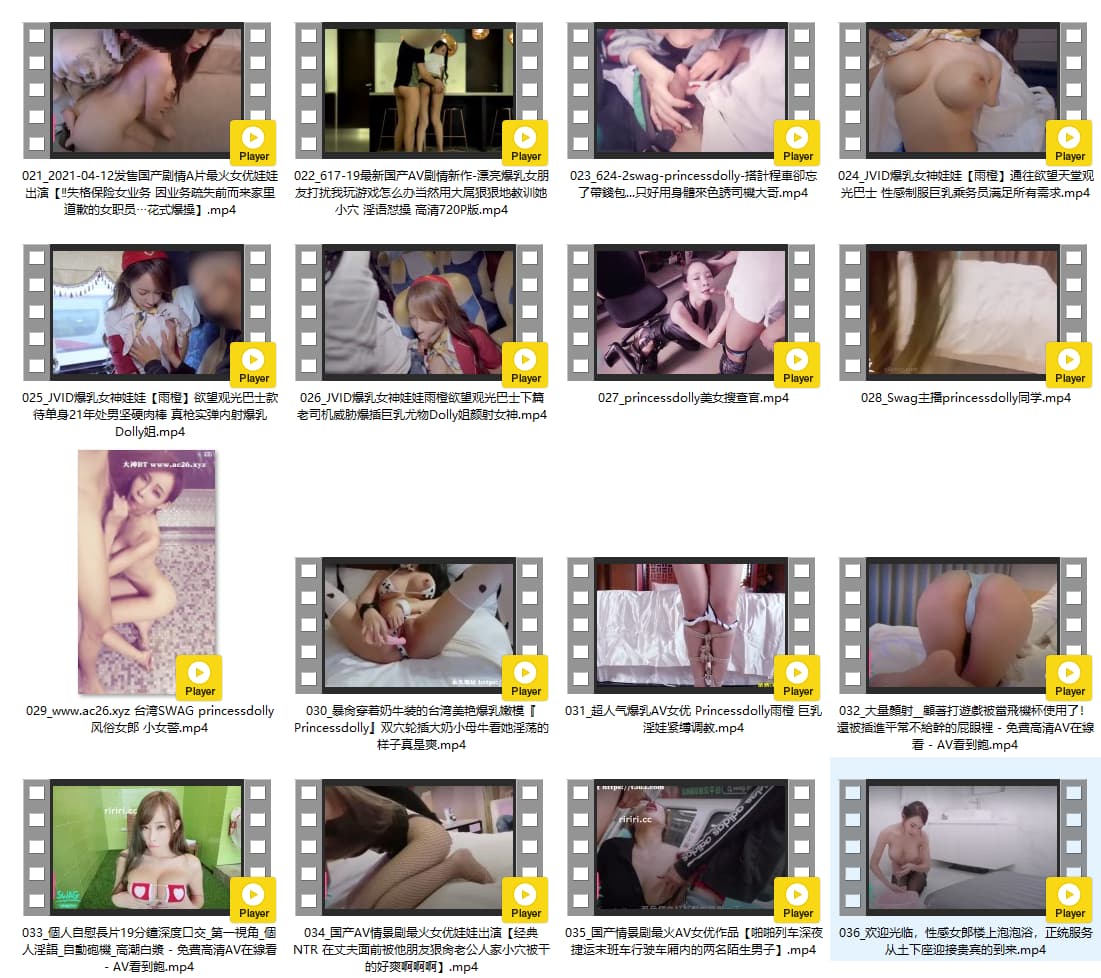 Player
Player
Player
Player
021_2021-04-12发售国产剧情A片最火女优娃娃
出演【‼失格保险女业务 因业务疏失前而来家里
道歉的女职员…花式爆操】.mp4
022_617-19最新国产AV剧情新作-漂亮爆乳女朋
友打扰我玩游戏怎么办当然用大屌狠狠地教训她
小穴 淫语怼操 高清720P版.mp4
023_624-2swag-princessdolly-搭計程車卻忘
了帶錢包...只好用身體來色誘司機大哥.mp4
024_JVID爆乳女神娃娃【雨橙】通往欲望天堂观
光巴士 性感制服巨乳乘务员满足所有需求.mp4
Player
Player
Player
Player
025_JVID爆乳女神娃娃【雨橙】欲望观光巴士款
待单身21年处男坚硬肉棒 真枪实弹内射爆乳
Dolly姐.mp4
026_JVID爆乳女神娃娃雨橙欲望观光巴士下篇
老司机威胁爆插巨乳尤物Dolly姐颜射女神.mp4
027_princessdolly美女搜查官.mp4
028_Swag主播princessdolly同学.mp4
大神BT www.ac26.xyz
Player
Player
Player
Player
029_www.ac26.xyz 台湾SWAG princessdolly
风俗女郎 小女警.mp4
030_暴肏穿着奶牛装的台湾美艳爆乳嫩模『
Princessdolly』双穴轮插大奶小母牛看她淫荡的
样子真是爽.mp4
031_超人气爆乳AV女优 Princessdolly雨橙 巨乳
淫娃紧缚调教.mp4
032_大量顏射__顧著打遊戲被當飛機杯使用了!
還被插進平常不給幹的屁眼裡 - 免費高清AV在線
看 - AV看到飽.mp4
ririri.cc
SWAG
Player
Player
ririri.cc
Player
Player
033_個人自慰長片19分鐘深度口交_第一視角_個
人淫語_自動砲機_高潮白漿 - 免費高清AV在線看
- AV看到飽.mp4
034_国产AV情景剧最火女优娃娃出演【经典
NTR 在丈夫面前被他朋友狠肏老公人家小穴被干
的好爽啊啊啊】.mp4
035_国产情景剧最火AV女优作品【啪啪列车深夜
捷运末班车行驶车厢内的两名陌生男子】.mp4
036_欢迎光临，性感女郎楼上泡泡浴，正统服务
从土下座迎接贵宾的到来.mp4